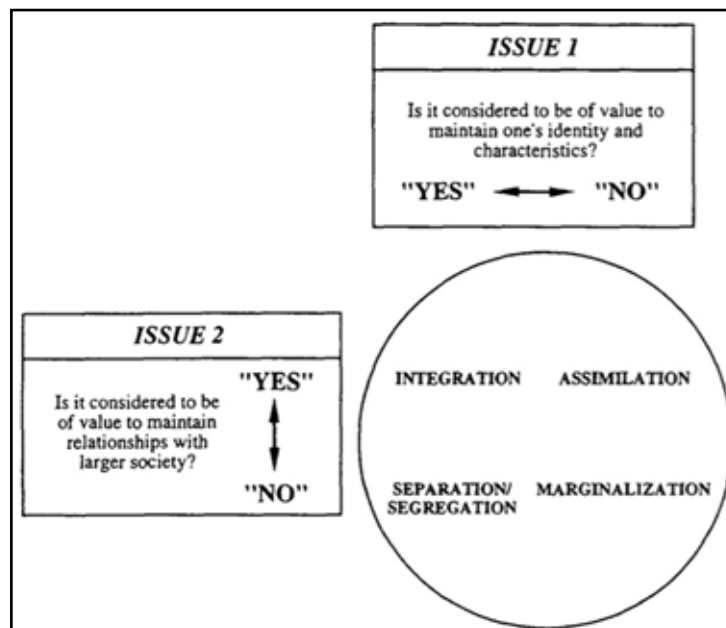 ISSUE 1
Is it considered to be of value to
maintain one's identity and
characteristics?
"YES" "NO"
ISSUE 2
"YES"
Is it considered to be
of value to maintain
relationships with
larger society?
"NO"
INTEGRATION ASSIMILATION
SEPARATION/ MARGINALIZATION
SEGREGATION